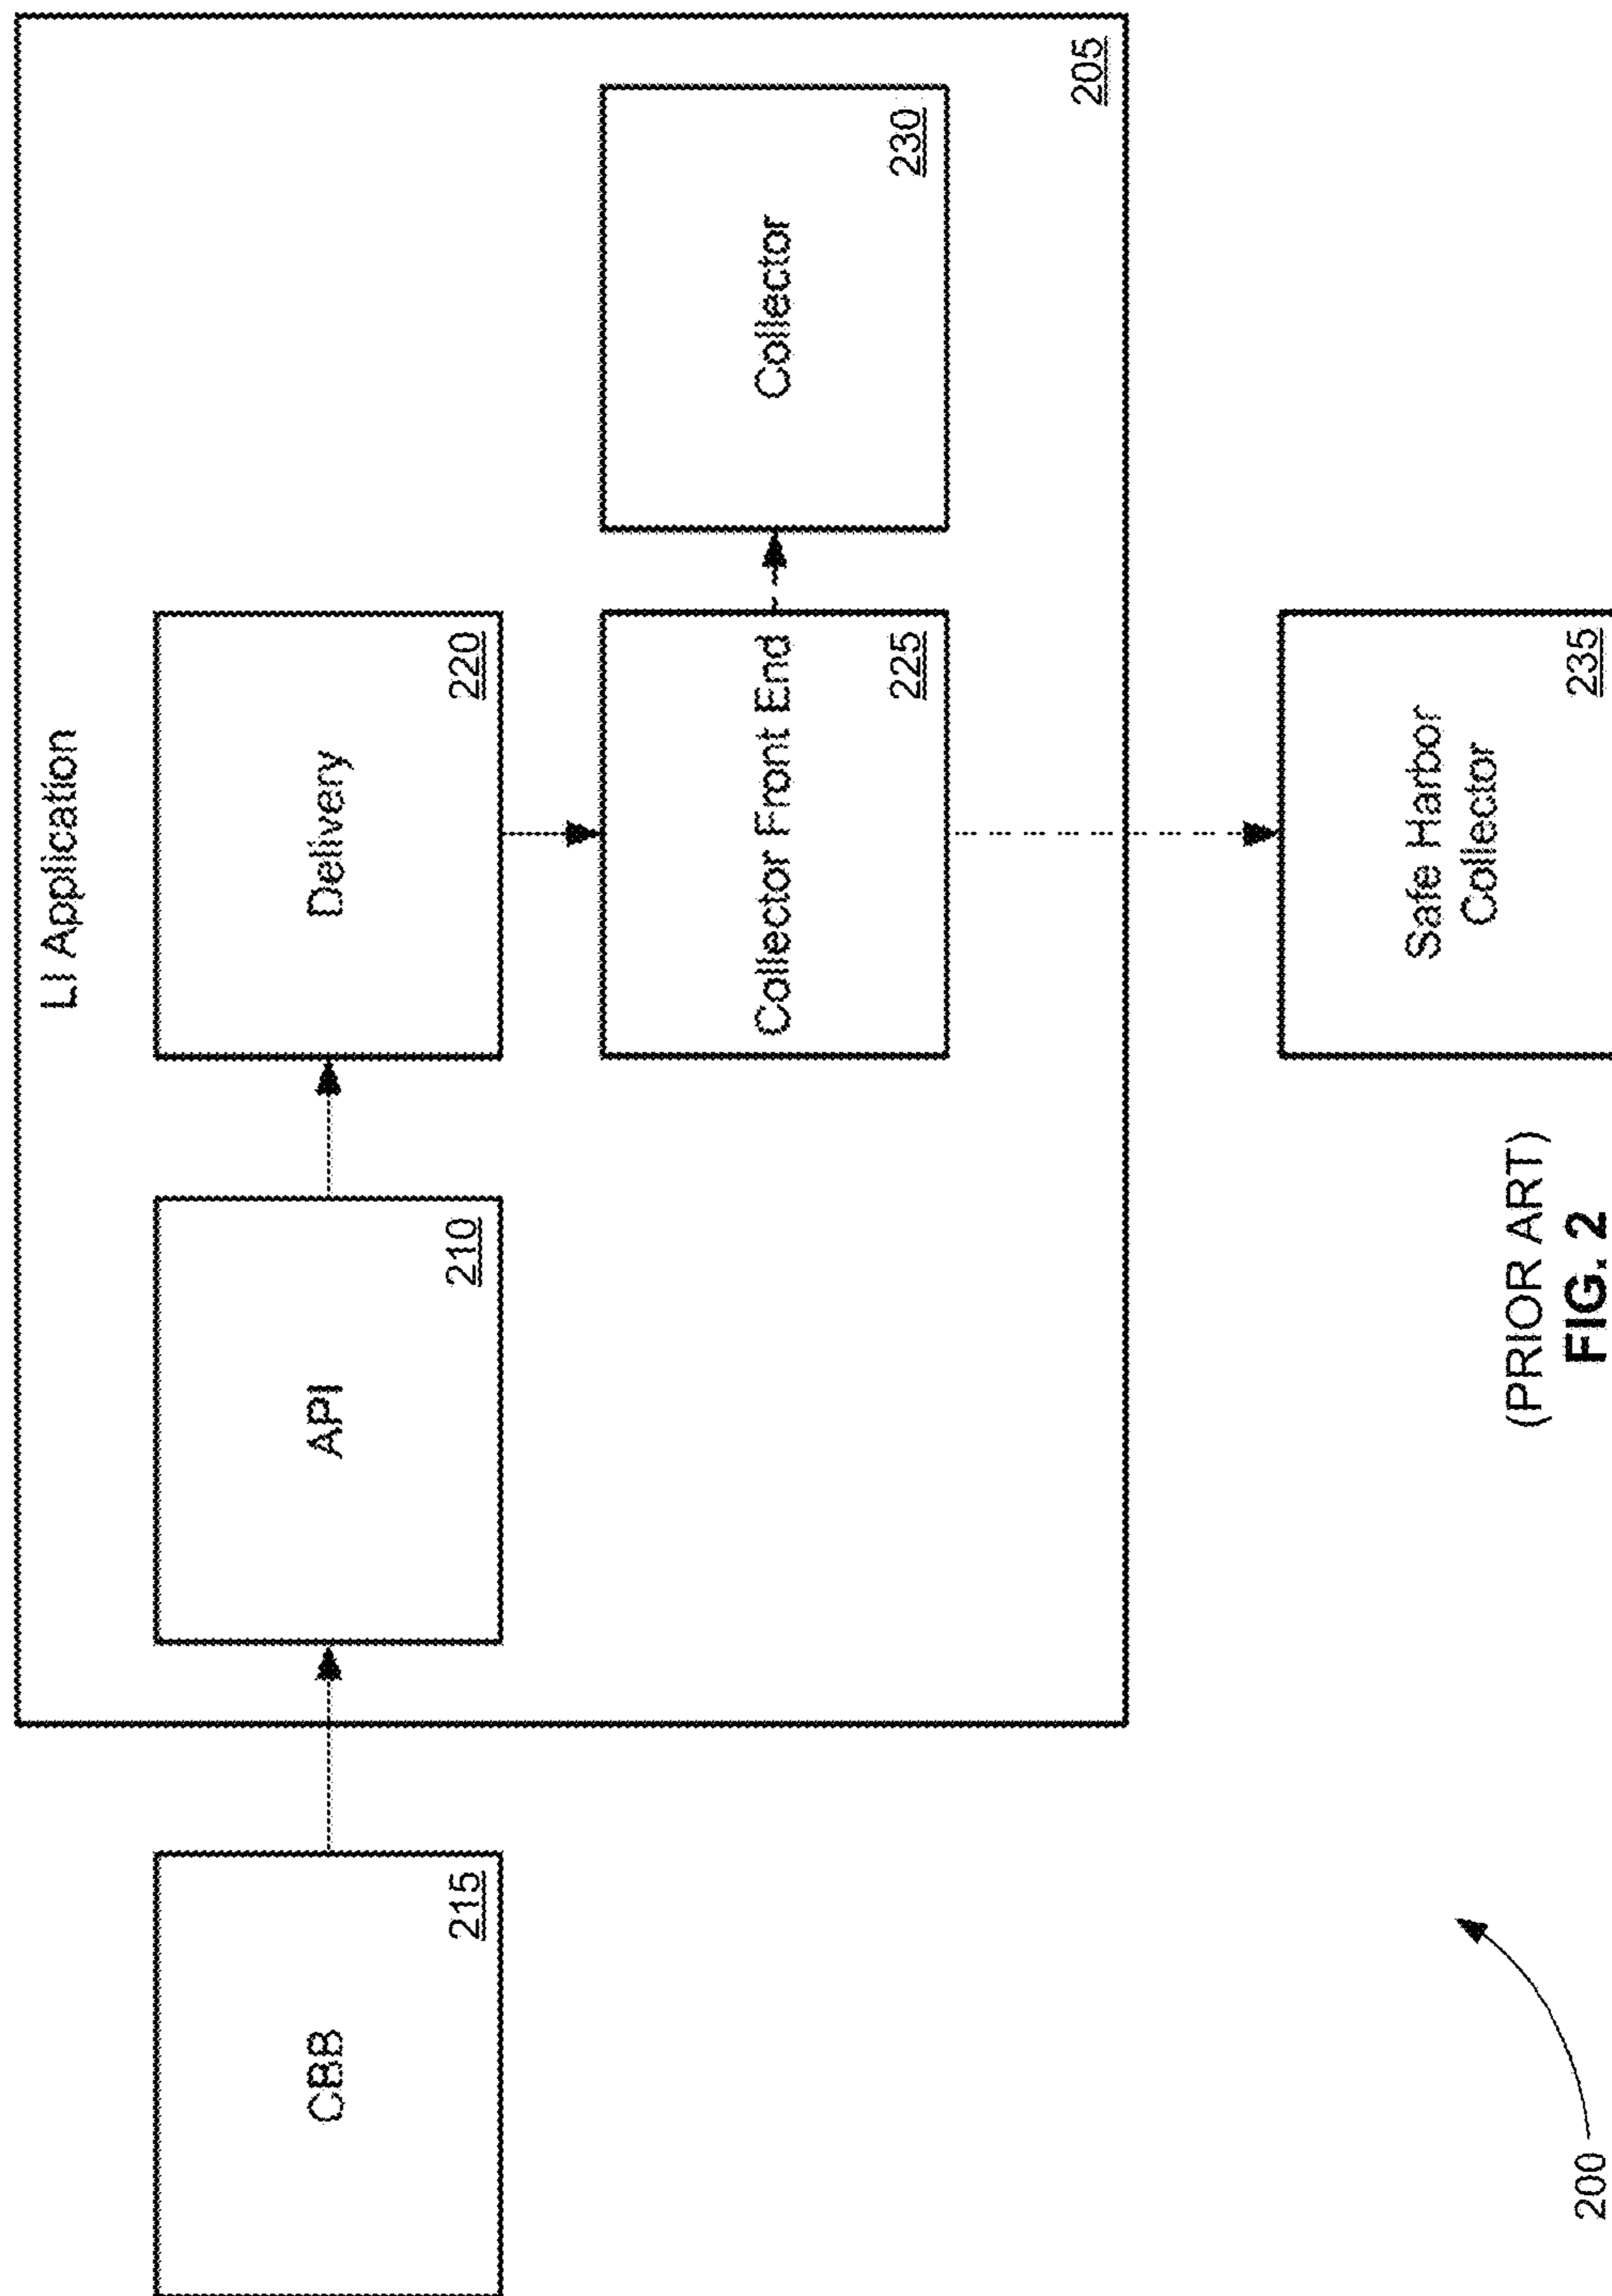 LI Application
CBB
215
API
210
Delivery
220
Collector Front End
225
Collector
230
205
Safe Harbor
Collector
235
200
(PRIOR ART)
FIG. 2